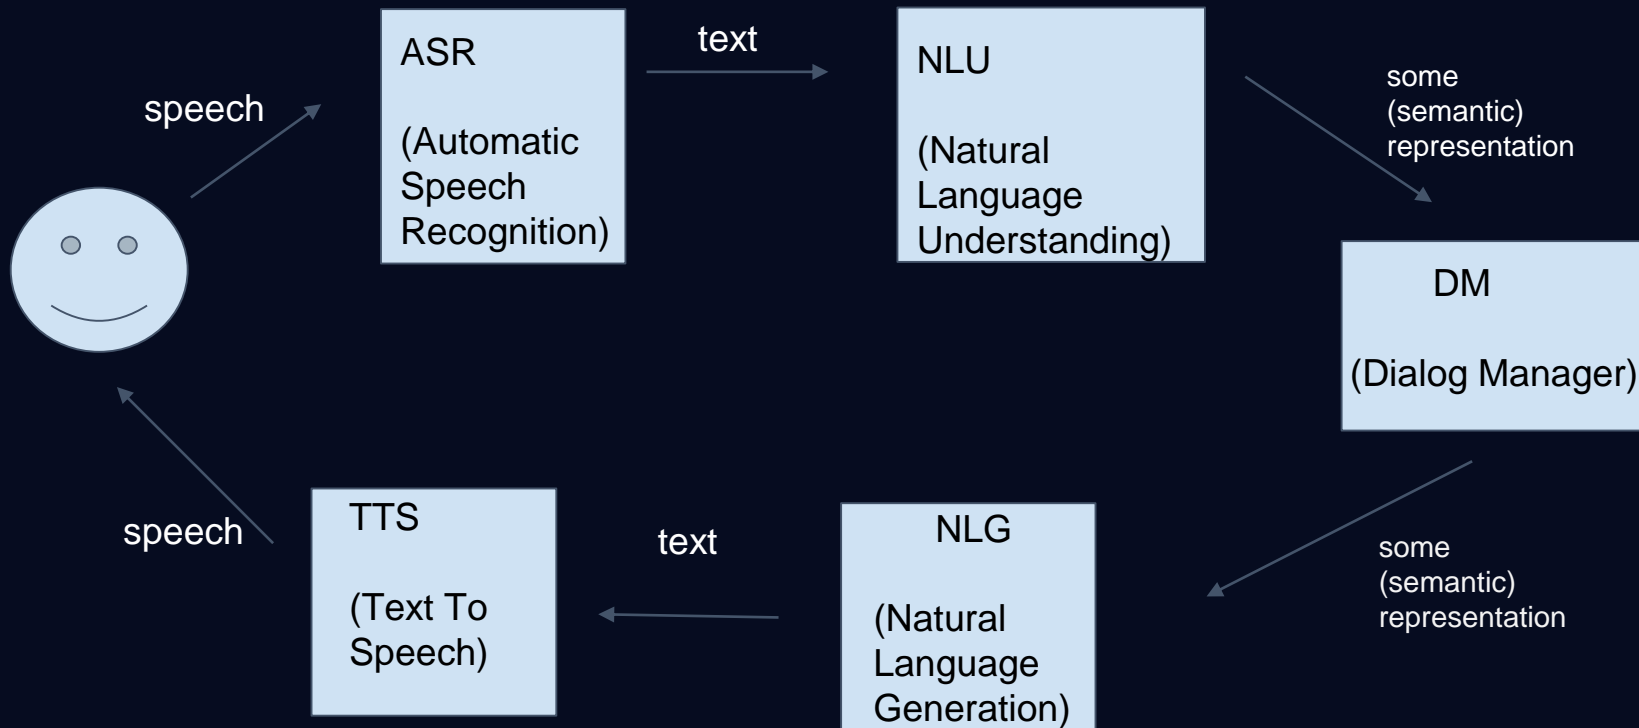 speech
ASR
(Automatic
Speech
Recognition)
text
NLU
(Natural
Language
Understanding)
some
(semantic)
representation
DM
(Dialog Manager)
some
(semantic)
representation
NLG
(Natural
Language
Generation)
text
TTS
(Text To
Speech)
speech